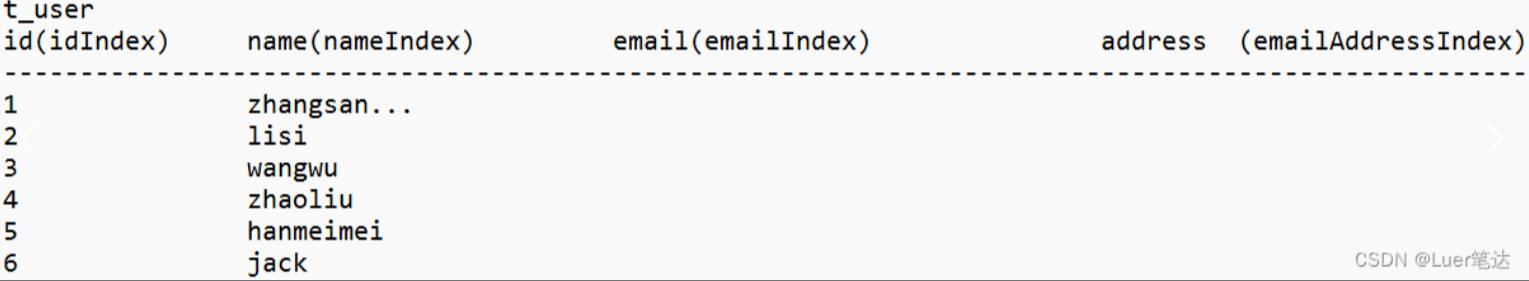 t_user
id(idIndex) name(nameIndex) email(emailIndex) address (emailAddressIndex)
----------------------------------------------------------------------------------------------------
1 zhangsan...
2 lisi
3 wangwu
4 zhaoliu
5 hanmeimei
6 jack
CSDN @Luer笔达